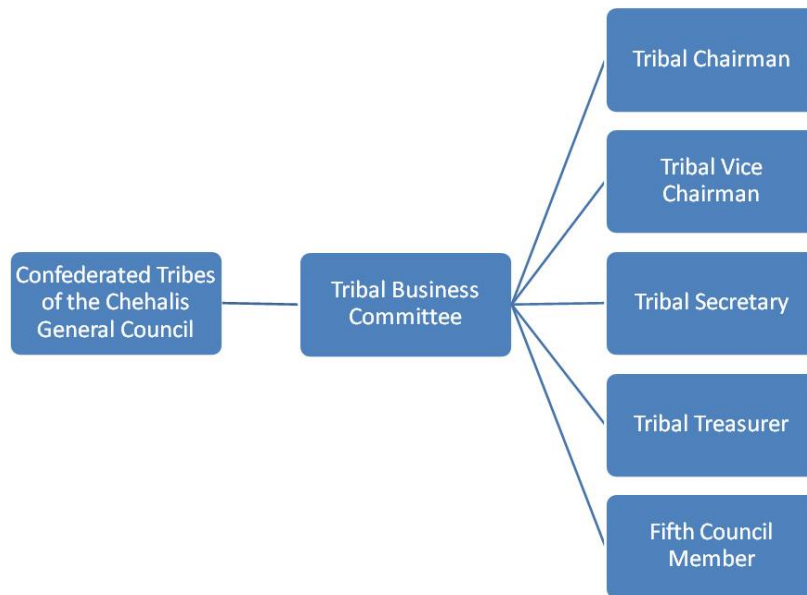 Confederated Tribes
of the Chehalis
General Council
Tribal Business
Committee
Tribal Chairman
Tribal Vice
Chairman
Tribal Secretary
Tribal Treasurer
Fifth Council
Member